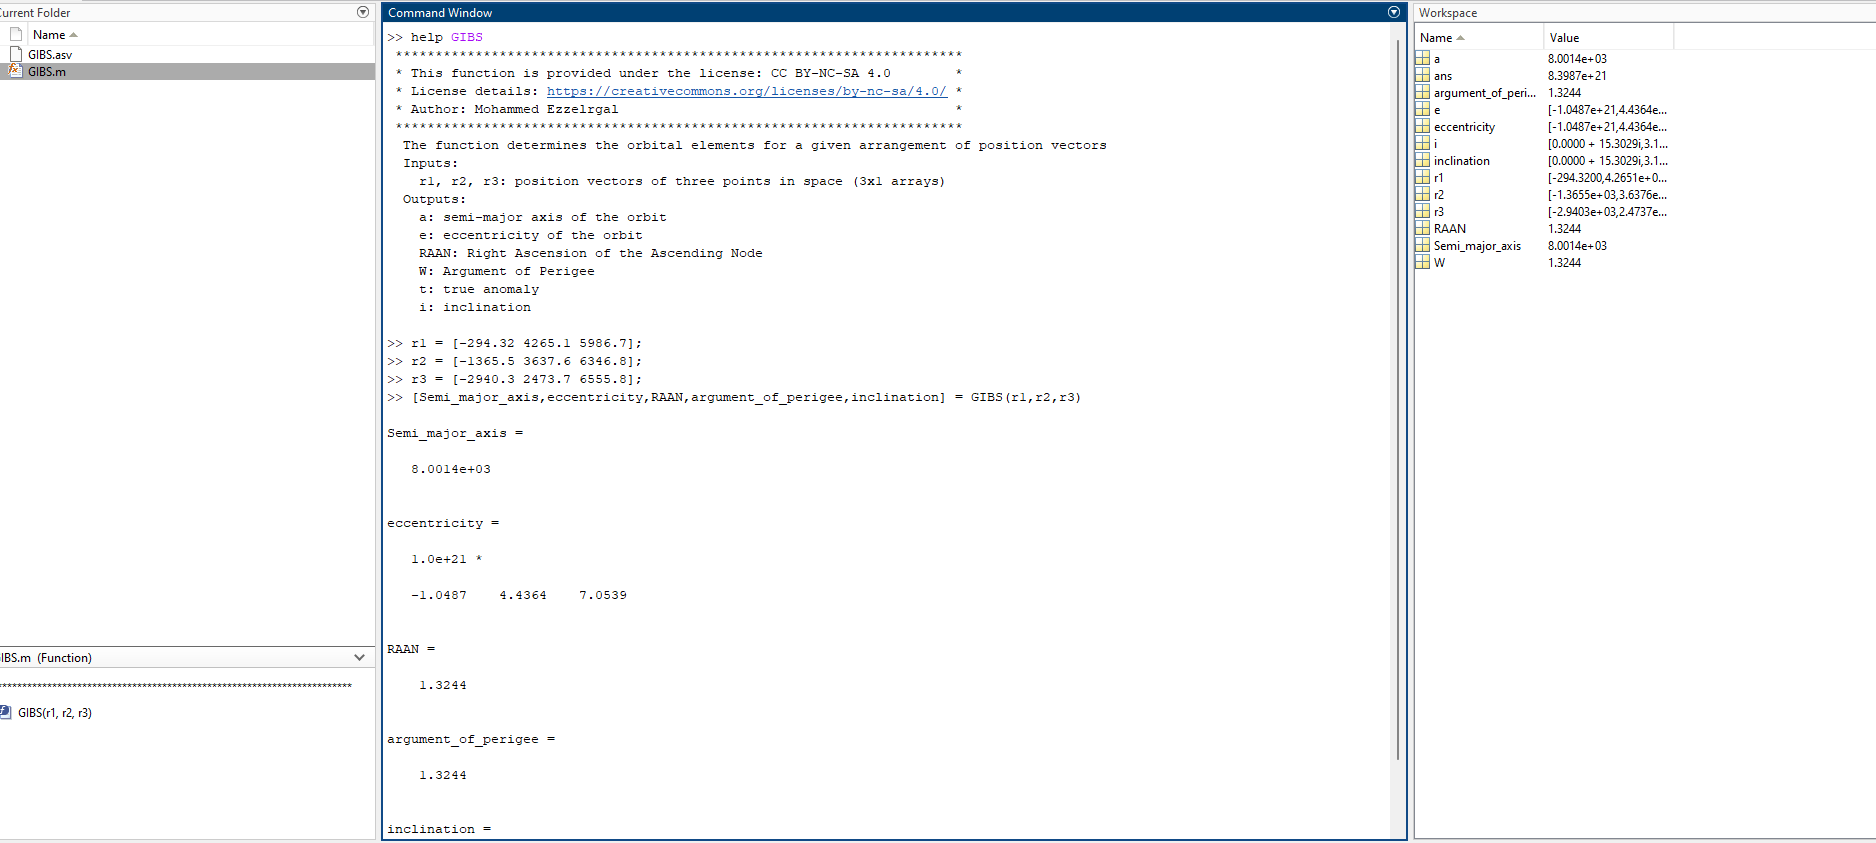 Current Folder
Name
GIBS.asv
GIBS.m
IBS.m (Function)
**********************************************************************
GIBS(r1, r2, r3)
Command Window
>> help GIBS
***********************************************************************
* This function is provided under the license: CC BY-NC-SA 4.0 *
* License details: https://creativecommons.org/licenses/by-nc-sa/4.0/ *
* Author: Mohammed Ezzelrgal *
***********************************************************************
The function determines the orbital elements for a given arrangement of position vectors
Inputs:
r1, r2, r3: position vectors of three points in space (3x1 arrays)
Outputs:
a: semi-major axis of the orbit
e: eccentricity of the orbit
RAAN: Right Ascension of the Ascending Node
W: Argument of Perigee
t: true anomaly
i: inclination
>> r1 = [-294.32 4265.1 5986.7];
>> r2 = [-1365.5 3637.6 6346.8];
>> r3 = [-2940.3 2473.7 6555.8];
>> [Semi_major_axis,eccentricity,RAAN,argument_of_perigee,inclination] = GIBS(r1,r2,r3)
Semi_major_axis =
8.0014e+03
eccentricity =
1.0e+21 *
-1.0487 4.4364 7.0539
RAAN =
1.3244
argument_of_perigee =
1.3244
inclination =
Workspace
Name Value
a 8.0014e+03
ans 8.3987e+21
argument_of_peri... 1.3244
e [-1.0487e+21,4.4364e...
eccentricity [-1.0487e+21,4.4364e...
i [0.0000 + 15.3029i,3.1...
inclination [0.0000 + 15.3029i,3.1...
r1 [-294.3200,4.2651e+0...
r2 [-1.3655e+03,3.6376e...
r3 [-2.9403e+03,2.4737e...
RAAN 1.3244
Semi_major_axis 8.0014e+03
W 1.3244